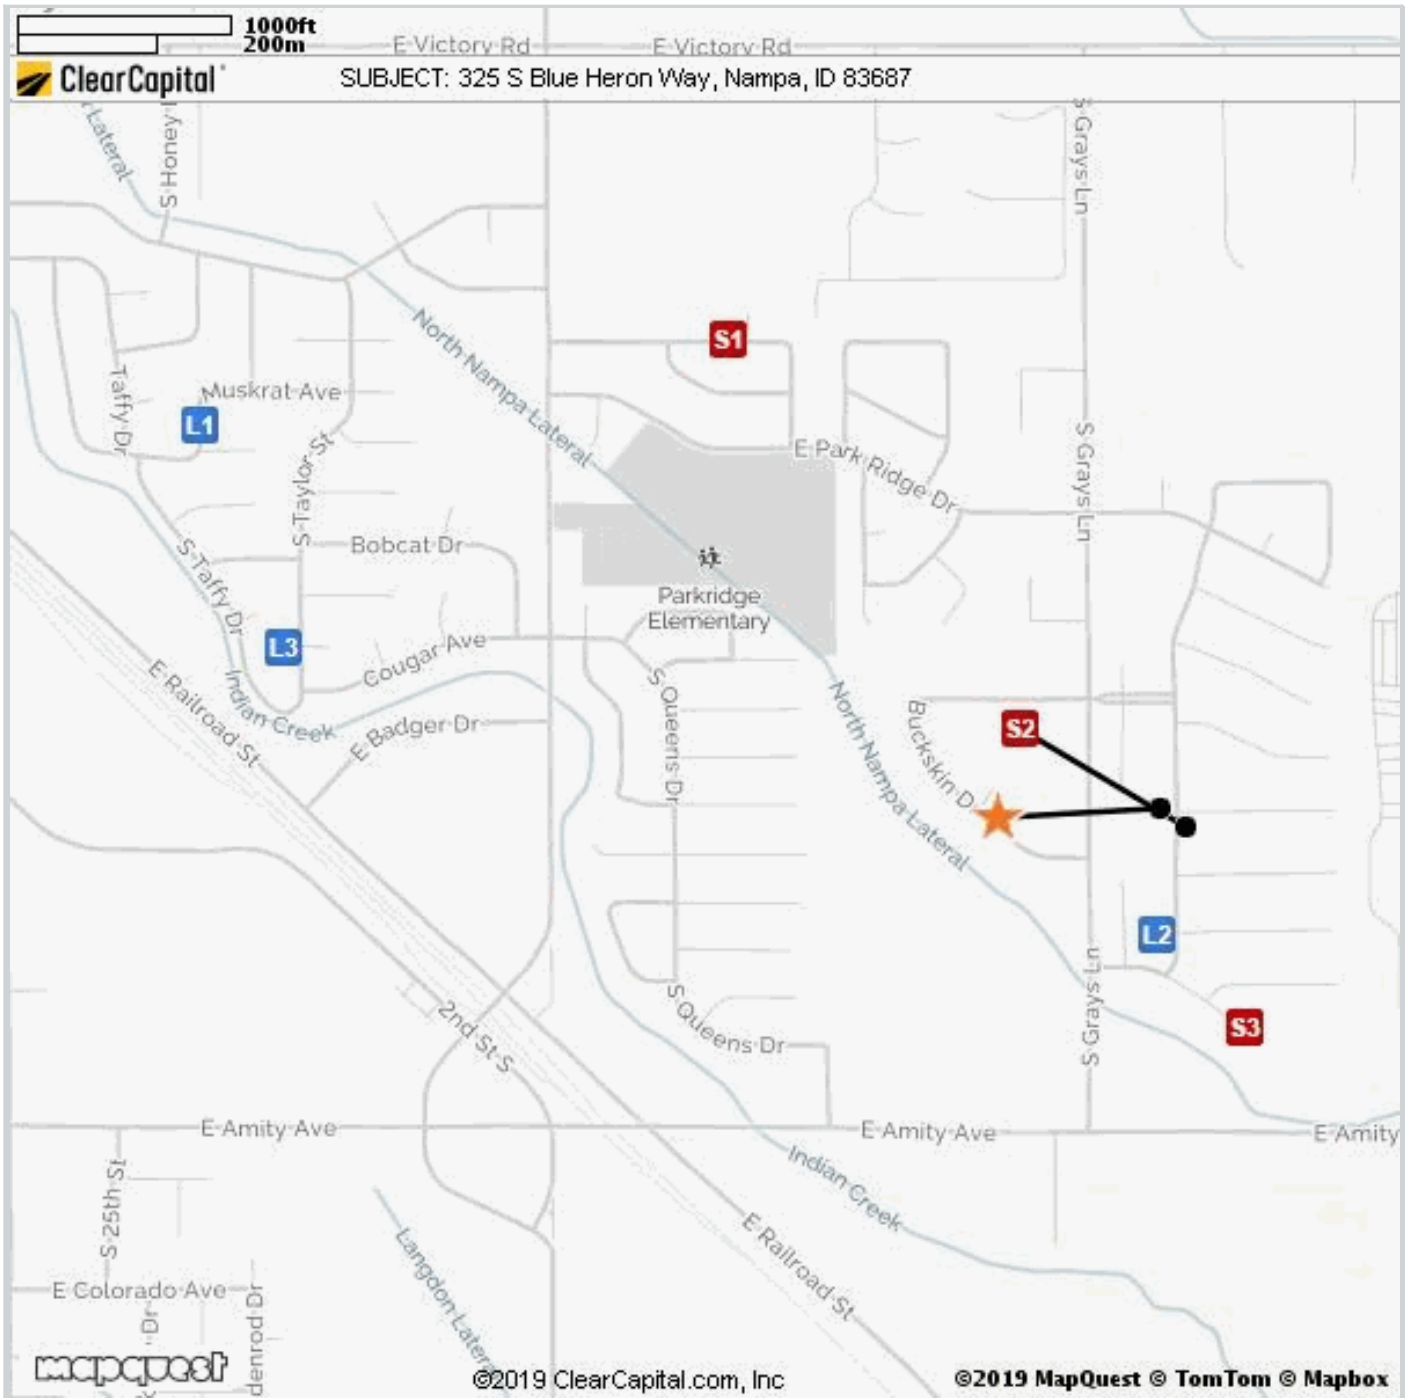 1000ft
200m
E Victory Rd
E Victory Rd
ClearCapital
SUBJECT: 325 S Blue Heron Way, Nampa, ID 83687
Lateral
S Honey
S Grays Ln
North Nampa Lateral
S1
Taffy Dr
Muskrat Ave
L1
S Taylor St
E Park Ridge Dr
S Grays Ln
Bobcat Dr
S Taffy Dr
Parkridge
Elementary
L3
Cougar Ave
E Railroad St
Indian Creek
E Badger Dr
S Queens Dr
North Nampa Lateral
Buckskin D
S2
L2
S Grays Ln
S3
2nd St S
S Queens Dr
E Amity Ave
E Amity Ave
E Amity
S 25th St
Indian Creek
E Railroad St
Langdon Latera
E Colorado Ave
Dr
denrod Dr
mapquest
©2019 ClearCapital.com, Inc
©2019 MapQuest © TomTom © Mapbox